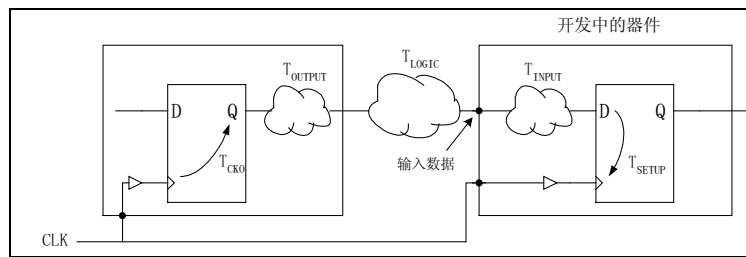 开发中的器件
T_LOGIC
T_OUTPUT
T_INPUT
D Q
D Q
T_CKO
输入数据
T_SETUP
CLK